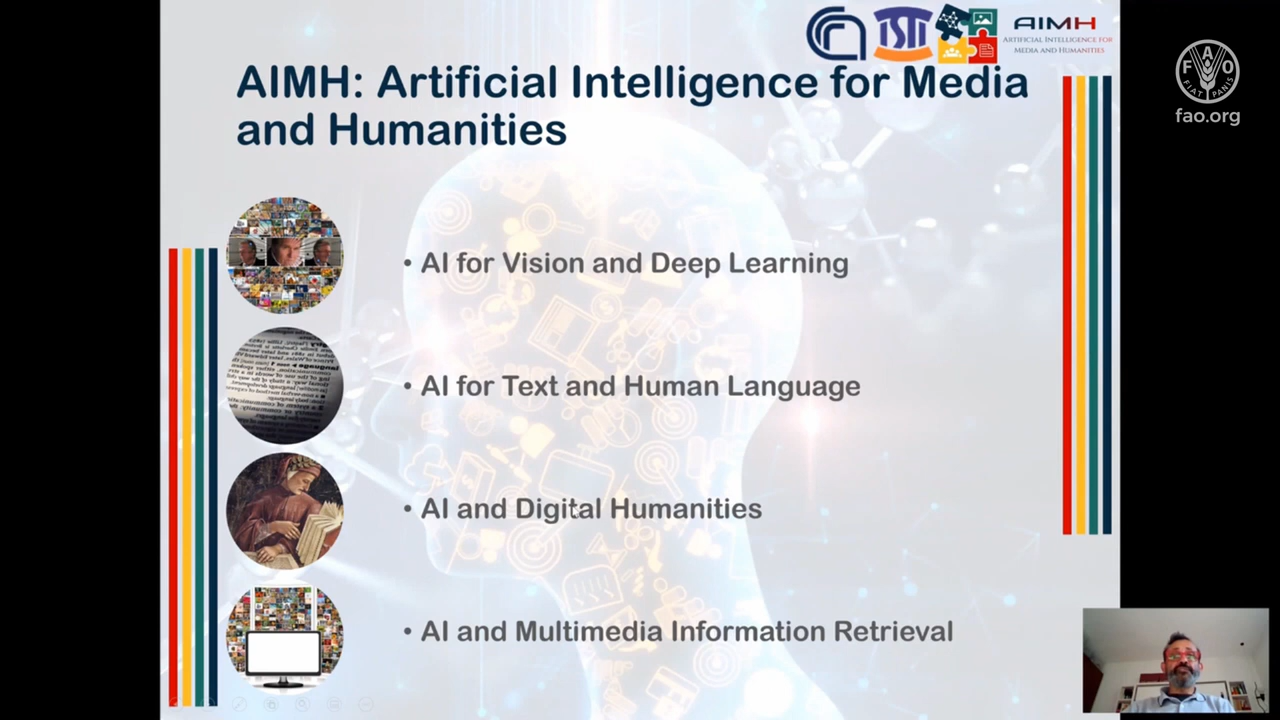 AIMH
ARTIFICIAL INTELLIGENCE FOR
MEDIA AND HUMANITIES
AIMH: Artificial Intelligence for Media
and Humanities
F A O
FIAT PANIS
fao.org
• AI for Vision and Deep Learning
• AI for Text and Human Language
• AI and Digital Humanities
• AI and Multimedia Information Retrieval